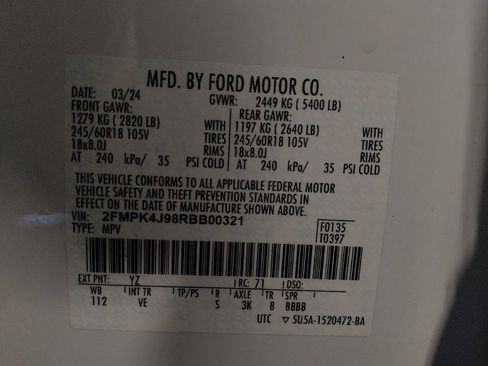 MFD. BY FORD MOTOR CO.
DATE: 03/24 GVWR: 2449 KG ( 5400 LB)
FRONT GAWR: REAR GAWR:
1279 KG ( 2820 LB) WITH 1197 KG ( 2640 LB) WITH
245/60R18 105V TIRES 245/60R18 105V TIRES
18x8.0J RIMS 18x8.0J RIMS
AT 240 kPa/ 35 PSI COLD AT 240 kPa/ 35 PSI COLD
THIS VEHICLE CONFORMS TO ALL APPLICABLE FEDERAL MOTOR
VEHICLE SAFETY AND THEFT PREVENTION STANDARDS IN
EFFECT ON THE DATE OF MANUFACTURE SHOWN ABOVE.
VIN: 2FMPK4J98RBB00321 F0135
TYPE: MPV T0397
EXT PNT: YZ RC: 71 DSO:
WB INT TR TP/PS R AXLE TR SPR
112 VE S 3K 8 BBBB
UTC ▽ 5U5A-1520472-BA